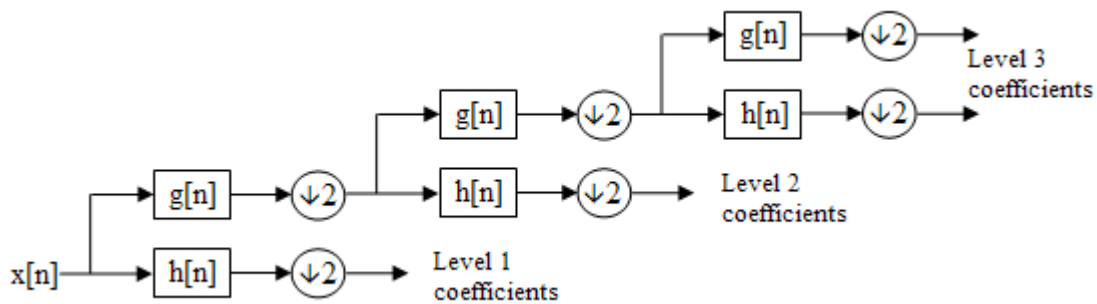 g[n] ↓2
Level 3
coefficients
g[n] ↓2 h[n] ↓2
g[n] ↓2 h[n] ↓2 Level 2
coefficients
x[n] h[n] ↓2 Level 1
coefficients